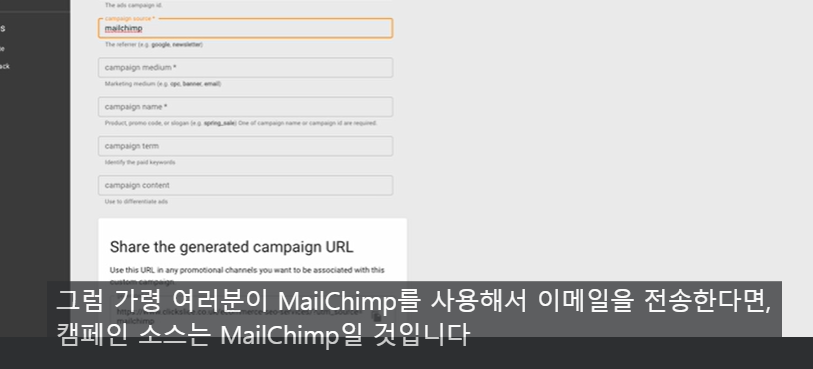 The ads campaign id.
campaign source *
mailchimp
The referrer (e.g. google, newsletter)
campaign medium *
Marketing medium (e.g. cpc, banner, email)
campaign name *
Product, promo code, or slogan (e.g. spring_sale) One of campaign name or campaign id are required.
campaign term
Identify the paid keywords
campaign content
Use to differentiate ads
Share the generated campaign URL
Use this URL in any promotional channels you want to be associated with this
custom campaign
그럼 가령 여러분이 MailChimp를 사용해서 이메일을 전송한다면,
캠페인 소스는 MailChimp일 것입니다